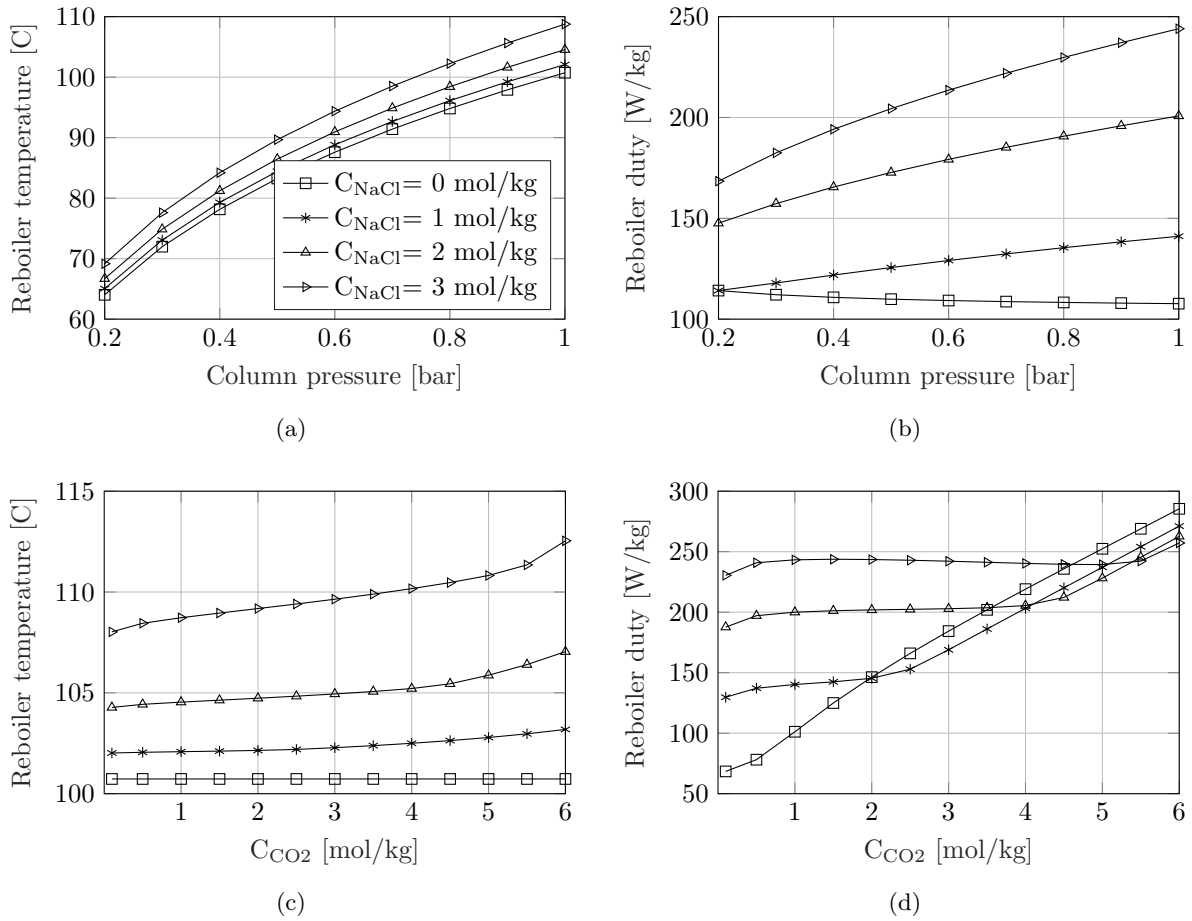 Reboiler temperature [C]
110
100
90
80
70
60
C_NaCl= 0 mol/kg
C_NaCl= 1 mol/kg
C_NaCl= 2 mol/kg
C_NaCl= 3 mol/kg
0.2 0.4 0.6 0.8 1
Column pressure [bar]
(a)
Reboiler duty [W/kg]
250
200
150
100
0.2 0.4 0.6 0.8 1
Column pressure [bar]
(b)
Reboiler temperature [C]
115
110
105
100
1 2 3 4 5 6
C_CO2 [mol/kg]
(c)
Reboiler duty [W/kg]
300
250
200
150
100
50
1 2 3 4 5 6
C_CO2 [mol/kg]
(d)